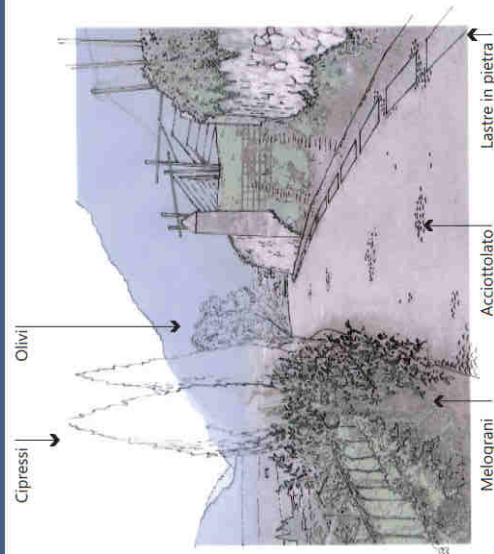 Cipressi
Olivi
Melograni
Acciottolato
Lastre in pietra